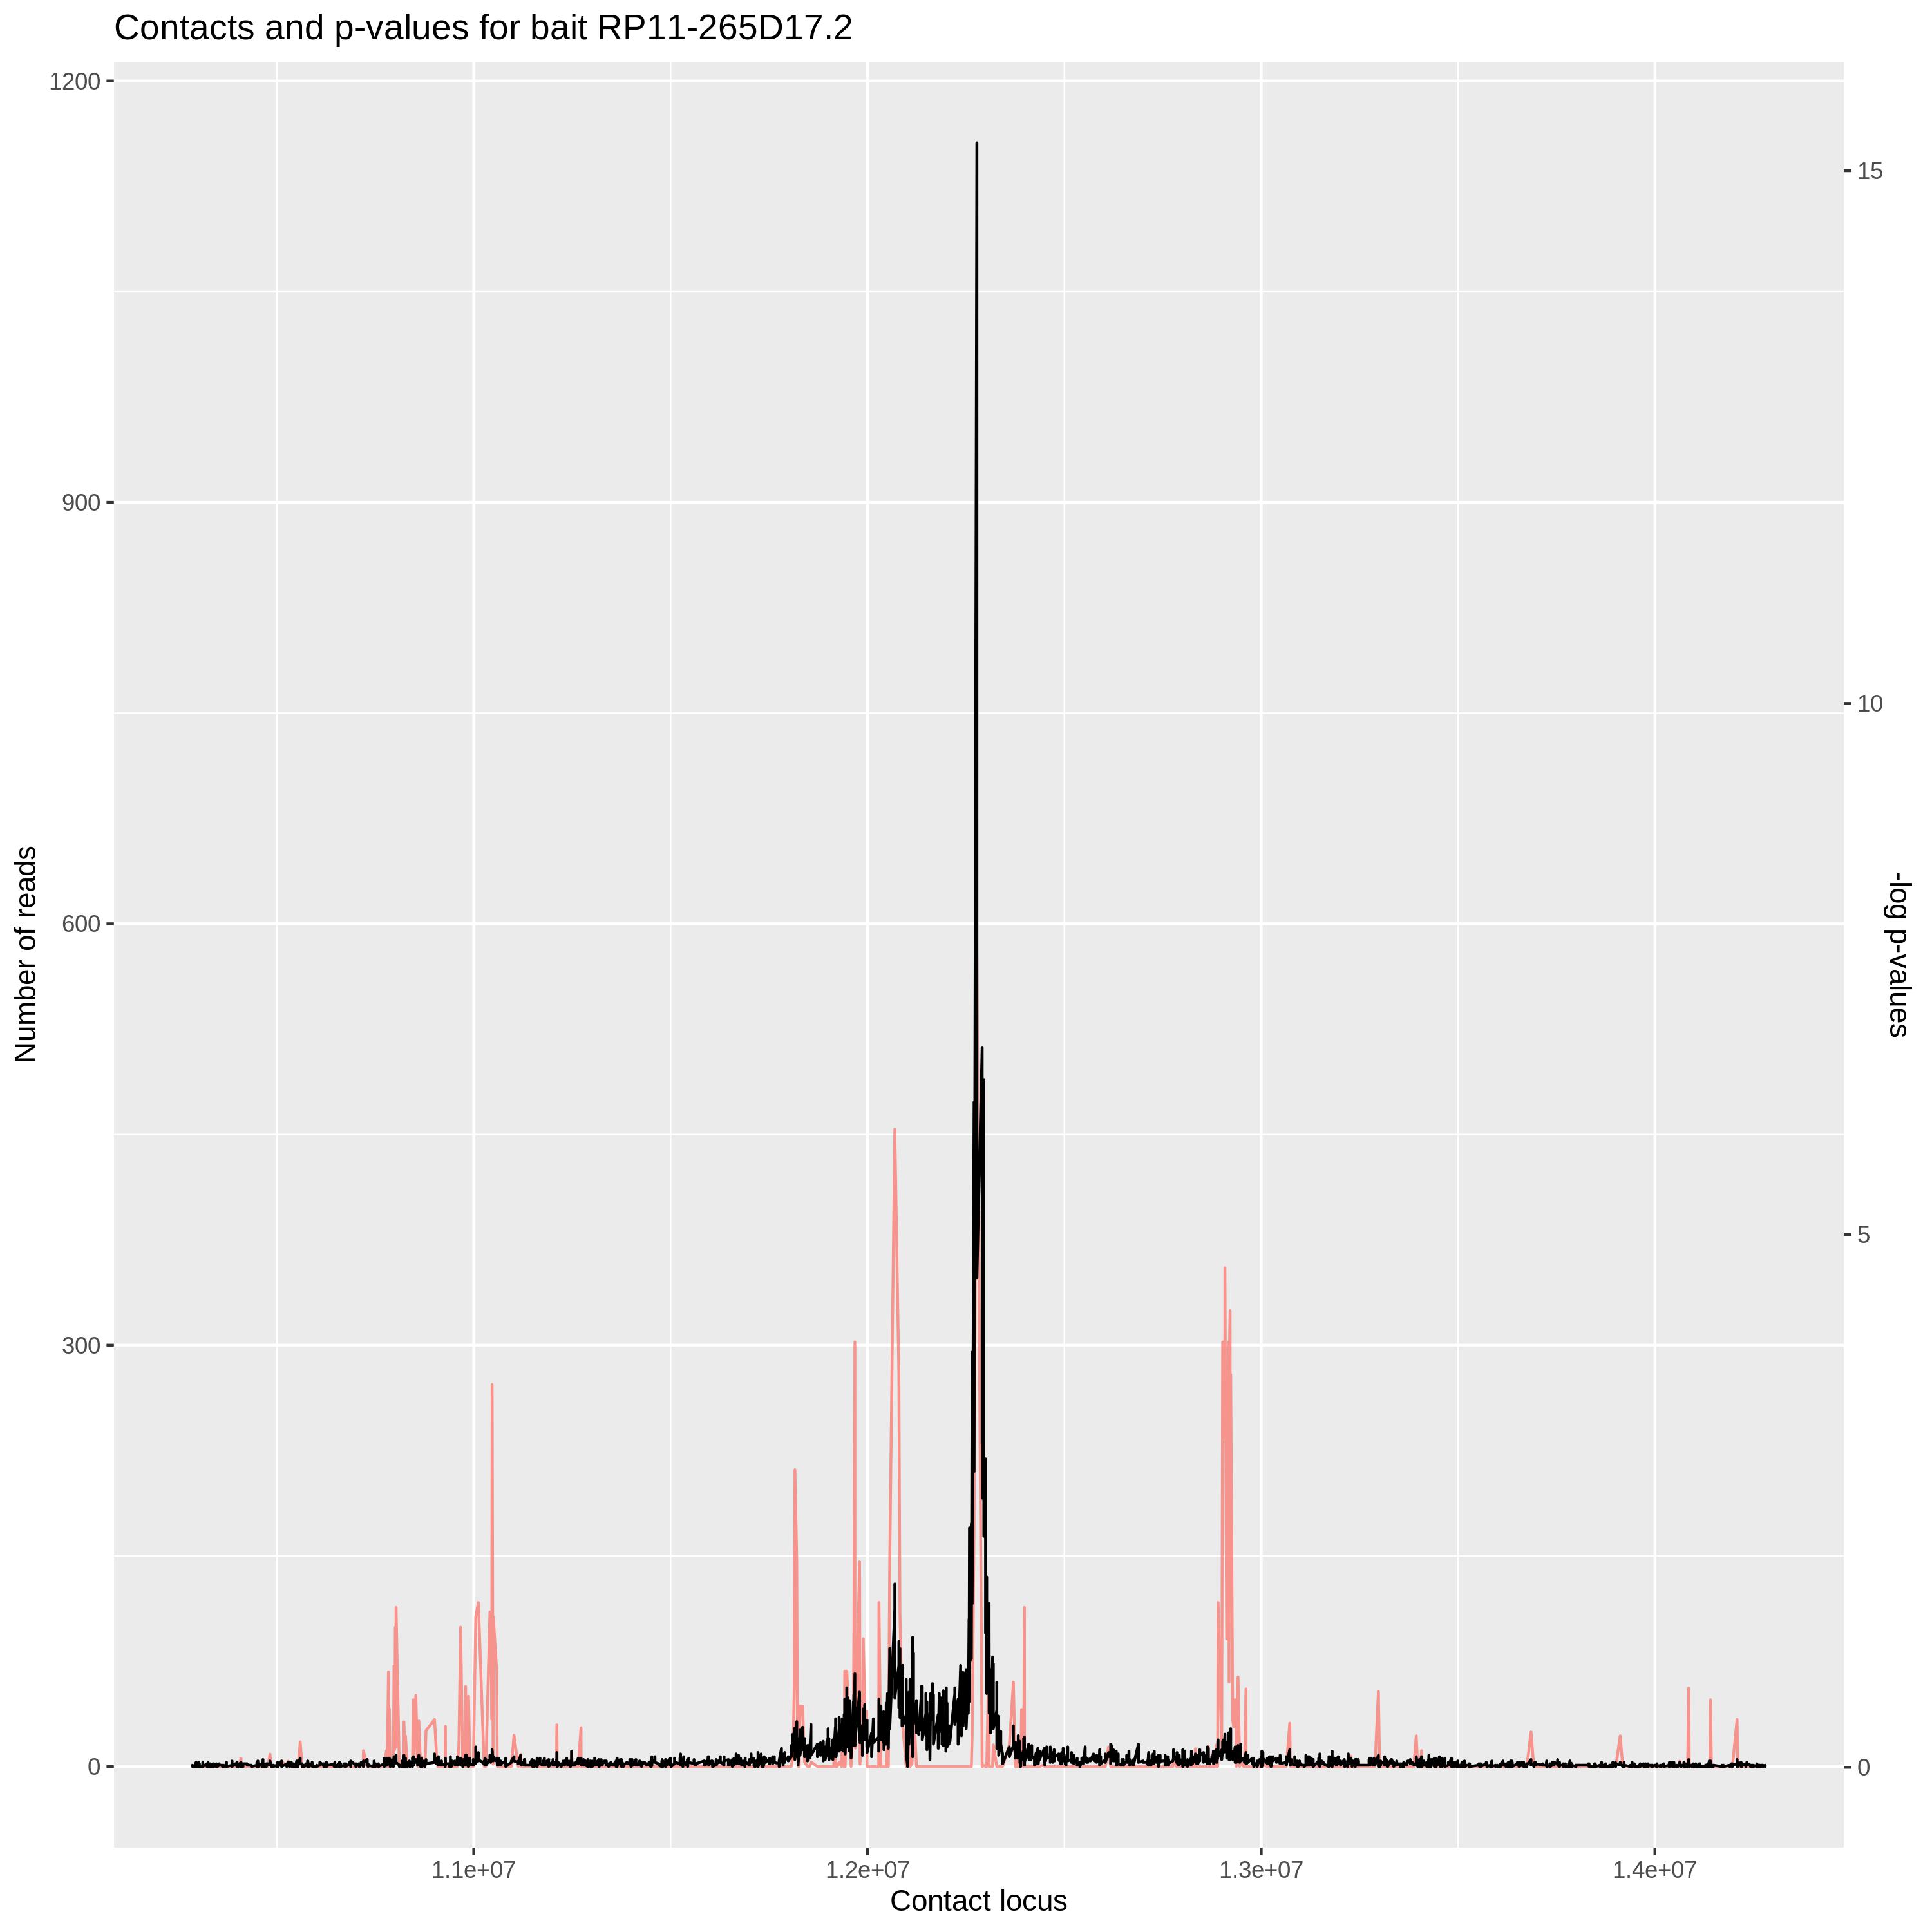 Contacts and p-values for bait RP11-265D17.2
1200
900
600
300
0
Number of reads
15
10
5
0
-log p-values
1.1e+07
1.2e+07
1.3e+07
1.4e+07
Contact locus